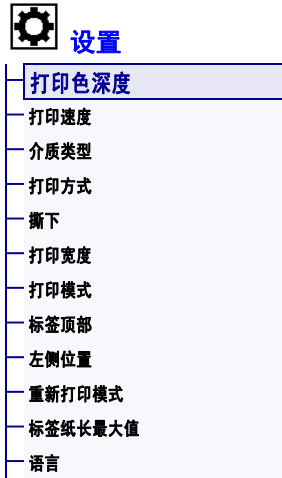 设置
打印色深度
打印速度
介质类型
打印方式
撕下
打印宽度
打印模式
标签顶部
左侧位置
重新打印模式
标签纸长最大值
语言